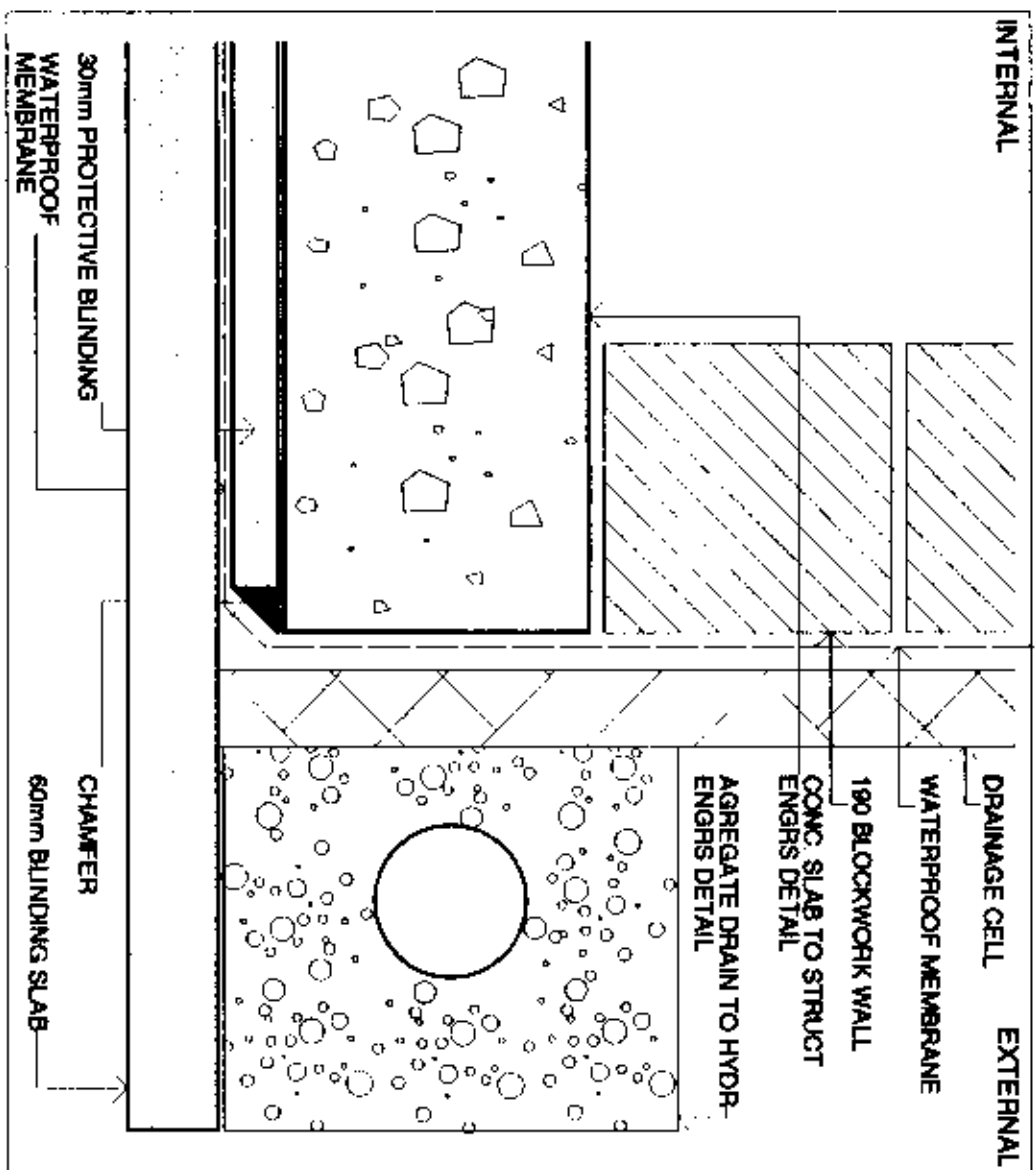 INTERNAL
EXTERNAL
DRAINAGE CELL
WATERPROOF MEMBRANE
190 BLOCKWORK WALL
CONC. SLAB TO STRUCT
ENGRS DETAIL
AGREGATE DRAIN TO HYDR
ENGRS DETAIL
30mm PROTECTIVE BLINDING
WATERPROOF
MEMBRANE
CHAMFER
60mm BLINDING SLAB